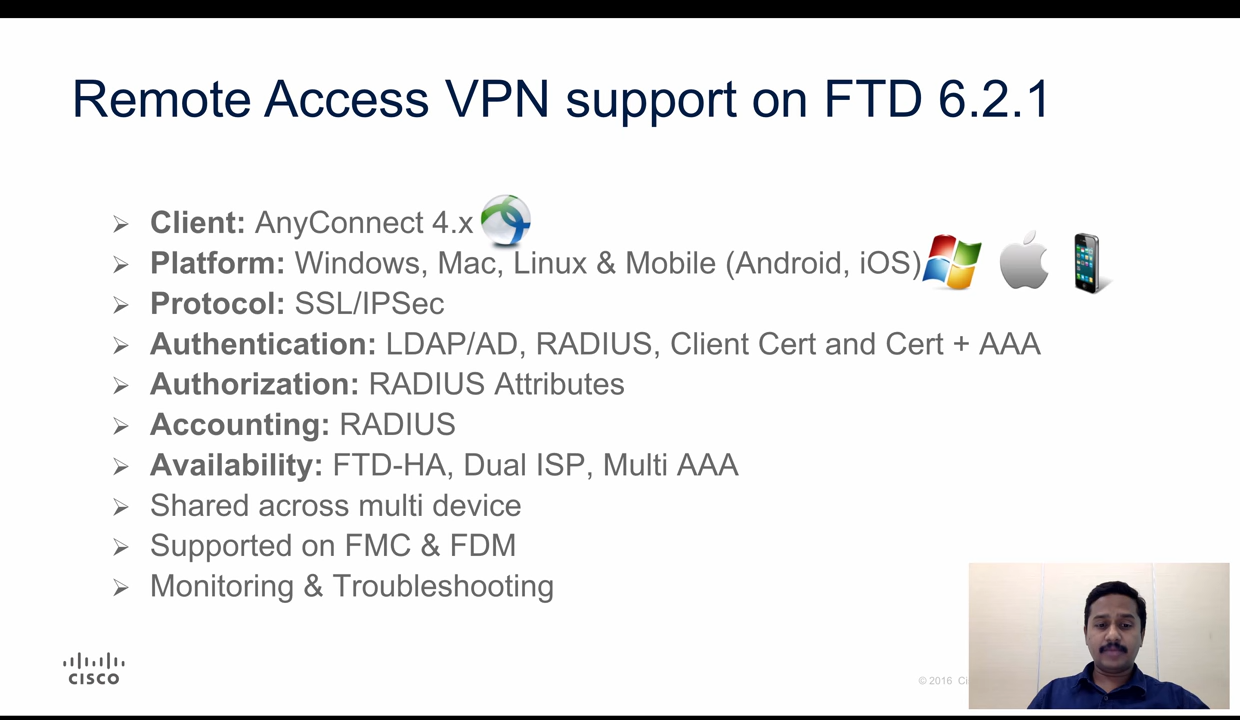 Remote Access VPN support on FTD 6.2.1
Client: AnyConnect 4.x
Platform: Windows, Mac, Linux & Mobile (Android, iOS)
Protocol: SSL/IPSec
Authentication: LDAP/AD, RADIUS, Client Cert and Cert + AAA
Authorization: RADIUS Attributes
Accounting: RADIUS
Availability: FTD-HA, Dual ISP, Multi AAA
Shared across multi device
Supported on FMC & FDM
Monitoring & Troubleshooting
CISCO
© 2016